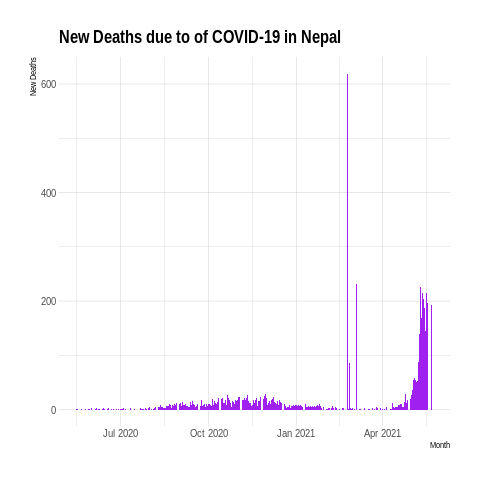 New Deaths due to of COVID-19 in Nepal
New Deaths
600
400
200
0
Jul 2020
Oct 2020
Jan 2021
Apr 2021
Month